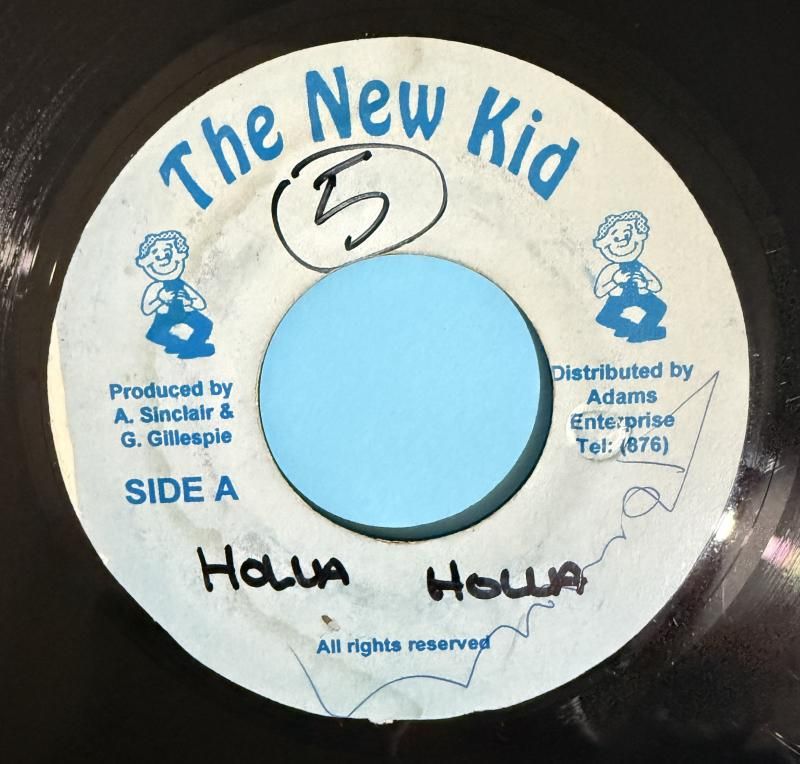 The New Kid
5
Produced by
A. Sinclair &
G. Gillespie
SIDE A
Distributed by
Adams
Enterprise
Tel: (876)
HOLLA HOLLA
All rights reserved